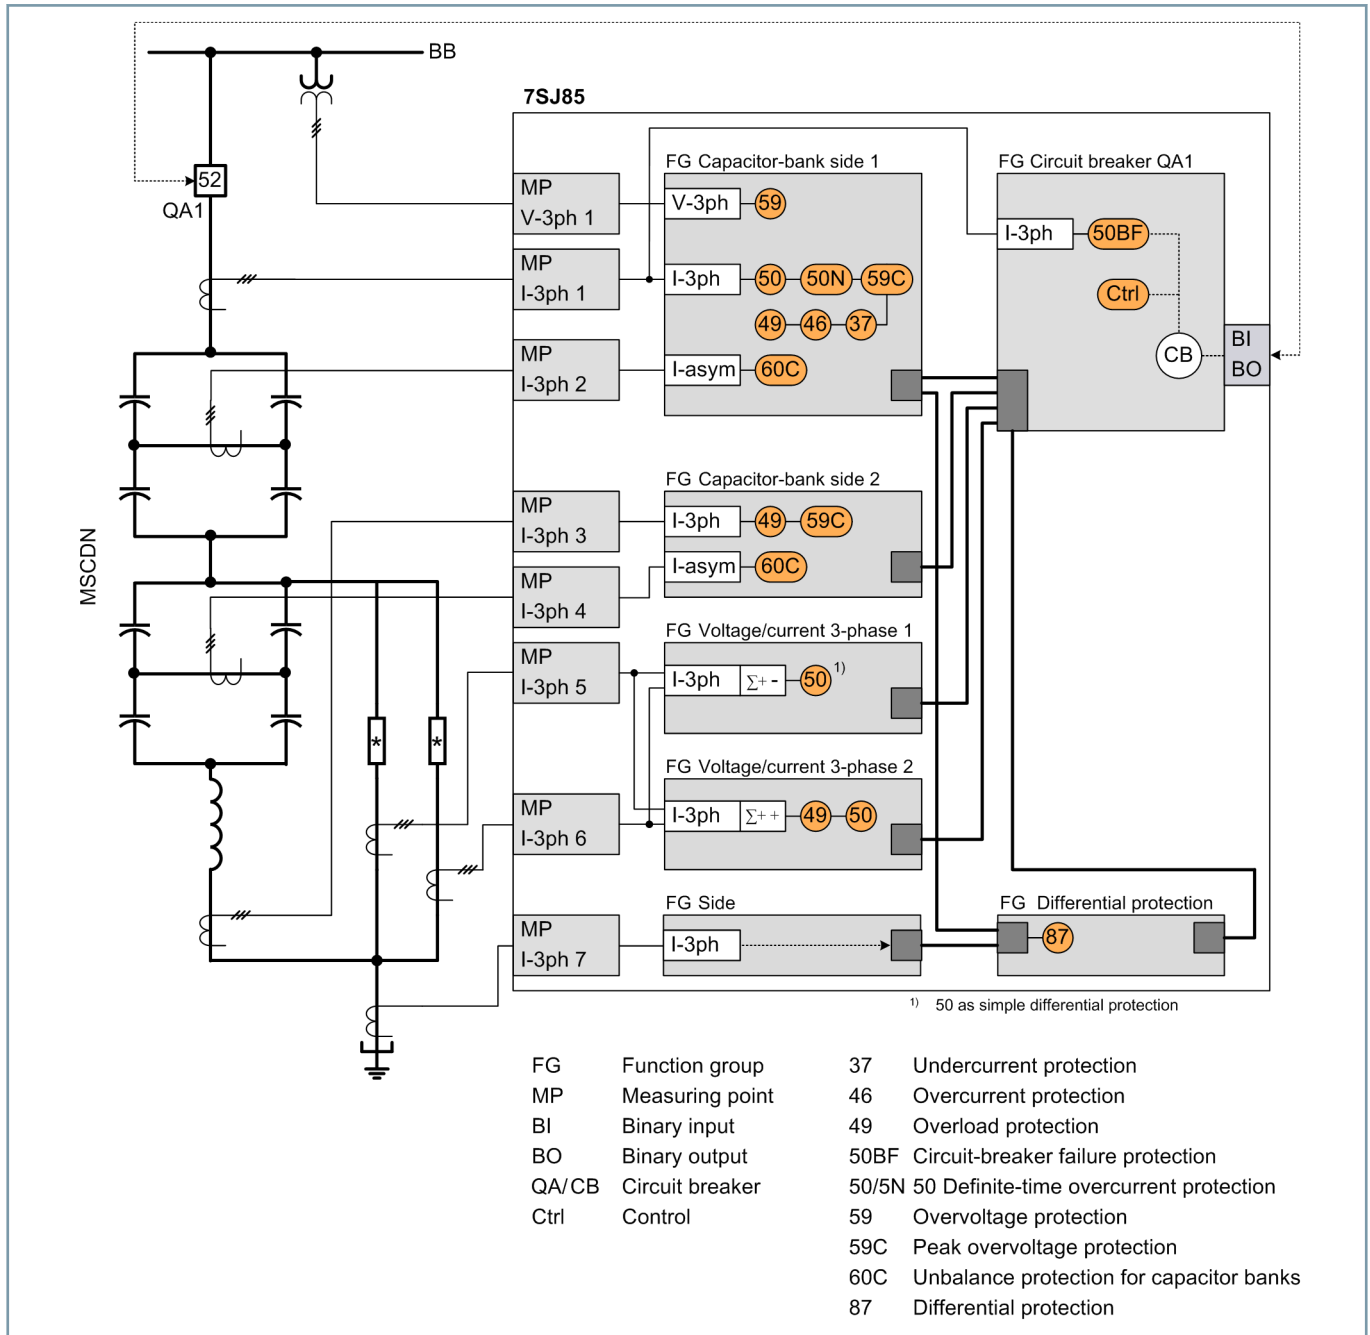 BB
7SJ85
52
QA1
MSCDN
*
*
MP
V-3ph 1
MP
I-3ph 1
MP
I-3ph 2
MP
I-3ph 3
MP
I-3ph 4
MP
I-3ph 5
MP
I-3ph 6
MP
I-3ph 7
FG Capacitor-bank side 1
V-3ph
59
I-3ph
50
50N
59C
49
46
37
I-asym
60C
FG Circuit breaker QA1
I-3ph
50BF
Ctrl
CB
BI
BO
FG Capacitor-bank side 2
I-3ph
49
59C
I-asym
60C
FG Voltage/current 3-phase 1
I-3ph
∑+ -
50
1)
FG Voltage/current 3-phase 2
I-3ph
∑+ +
49
50
FG Side
I-3ph
FG Differential protection
87
1) 50 as simple differential protection
FG Function group
MP Measuring point
BI Binary input
BO Binary output
QA/CB Circuit breaker
Ctrl Control
37 Undercurrent protection
46 Overcurrent protection
49 Overload protection
50BF Circuit-breaker failure protection
50/5N 50 Definite-time overcurrent protection
59 Overvoltage protection
59C Peak overvoltage protection
60C Unbalance protection for capacitor banks
87 Differential protection